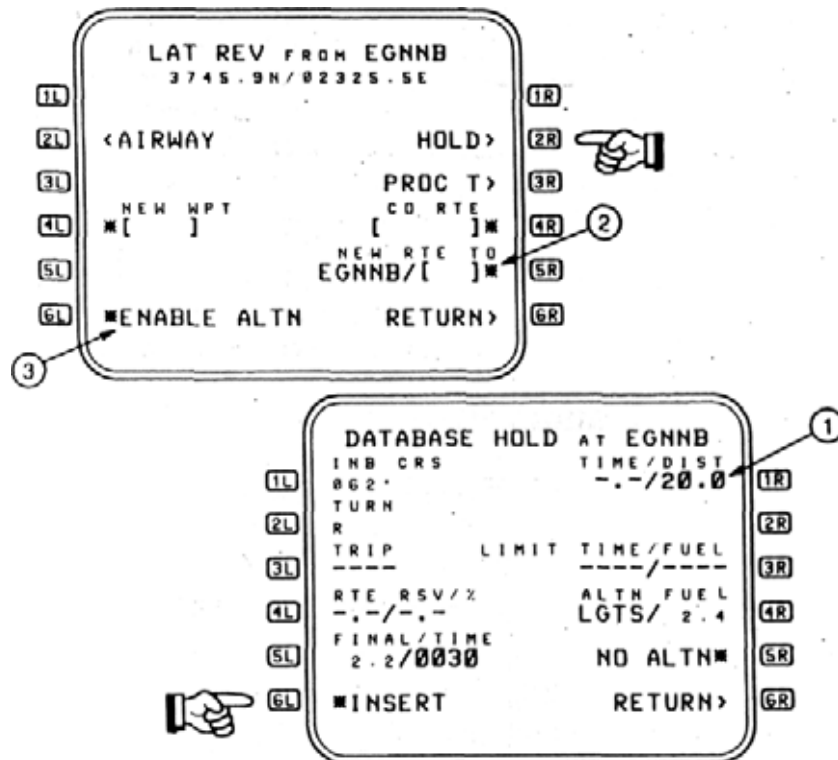 LAT REV FROM EGNNB
3745.9N/02325.5E
1L 1R
2L <AIRWAY HOLD> 2R
3L PROC T> 3R
NEW WPT CO RTE
4L *[ ] [ ]* 4R
2
NEW RTE TO
5L EGNNB/[ ]* 5R
6L *ENABLE ALTN RETURN> 6R
3
1
DATABASE HOLD AT EGNNB
INB CRS TIME/DIST
1L 062° -.-/20.0 1R
TURN
2L R 2R
TRIP LIMIT TIME/FUEL
3L ---- ----/---- 3R
RTE RSV/% ALTN FUEL
4L -.-/-.- LGTS/ 2.4 4R
FINAL/TIME
5L 2.2/0030 NO ALTN* 5R
6L *INSERT RETURN> 6R